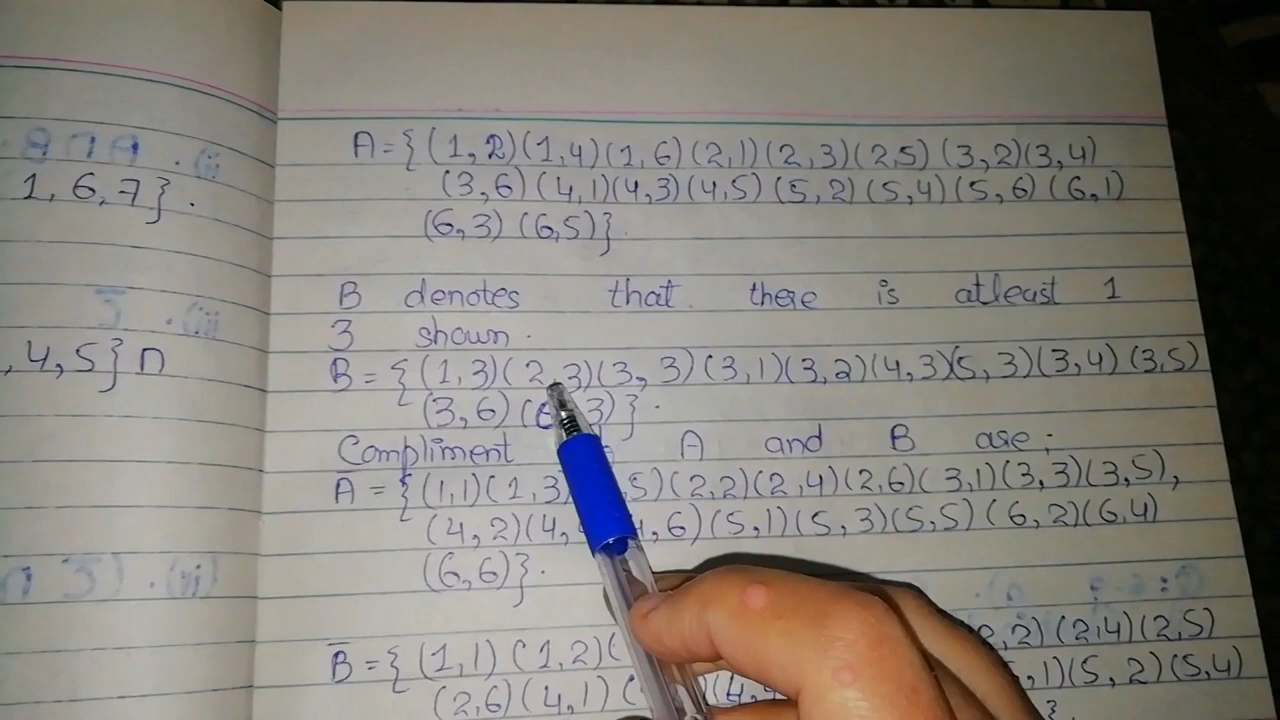 1, 6, 7}.
, 4, 5} ∩
A = { (1, 2) (1, 4) (1, 6) (2, 1) (2, 3) (2, 5) (3, 2) (3, 4)
(3, 6) (4, 1) (4, 3) (4, 5) (5, 2) (5, 4) (5, 6) (6, 1)
(6, 3) (6, 5)}.
B denotes that there is atleast 1
3 shown.
B = { (1, 3) (2, 3) (3, 3) (3, 1) (3, 2) (4, 3) (5, 3) (3, 4) (3, 5)
(3, 6) ( 3)}.
Compliment A and B are:
A̅ = { (1, 1) (1, 3) 5) (2, 2) (2, 4) (2, 6) (3, 1) (3, 3) (3, 5),
(4, 2) (4, , 6) (5, 1) (5, 3) (5, 5) (6, 2) (6, 4)
(6, 6)}.
B̅ = { (1, 1) (1, 2) ( , 2) (2, 4) (2, 5)
(2, 6) (4, 1) ( (4, , 1) (5, 2) (5, 4)
}.